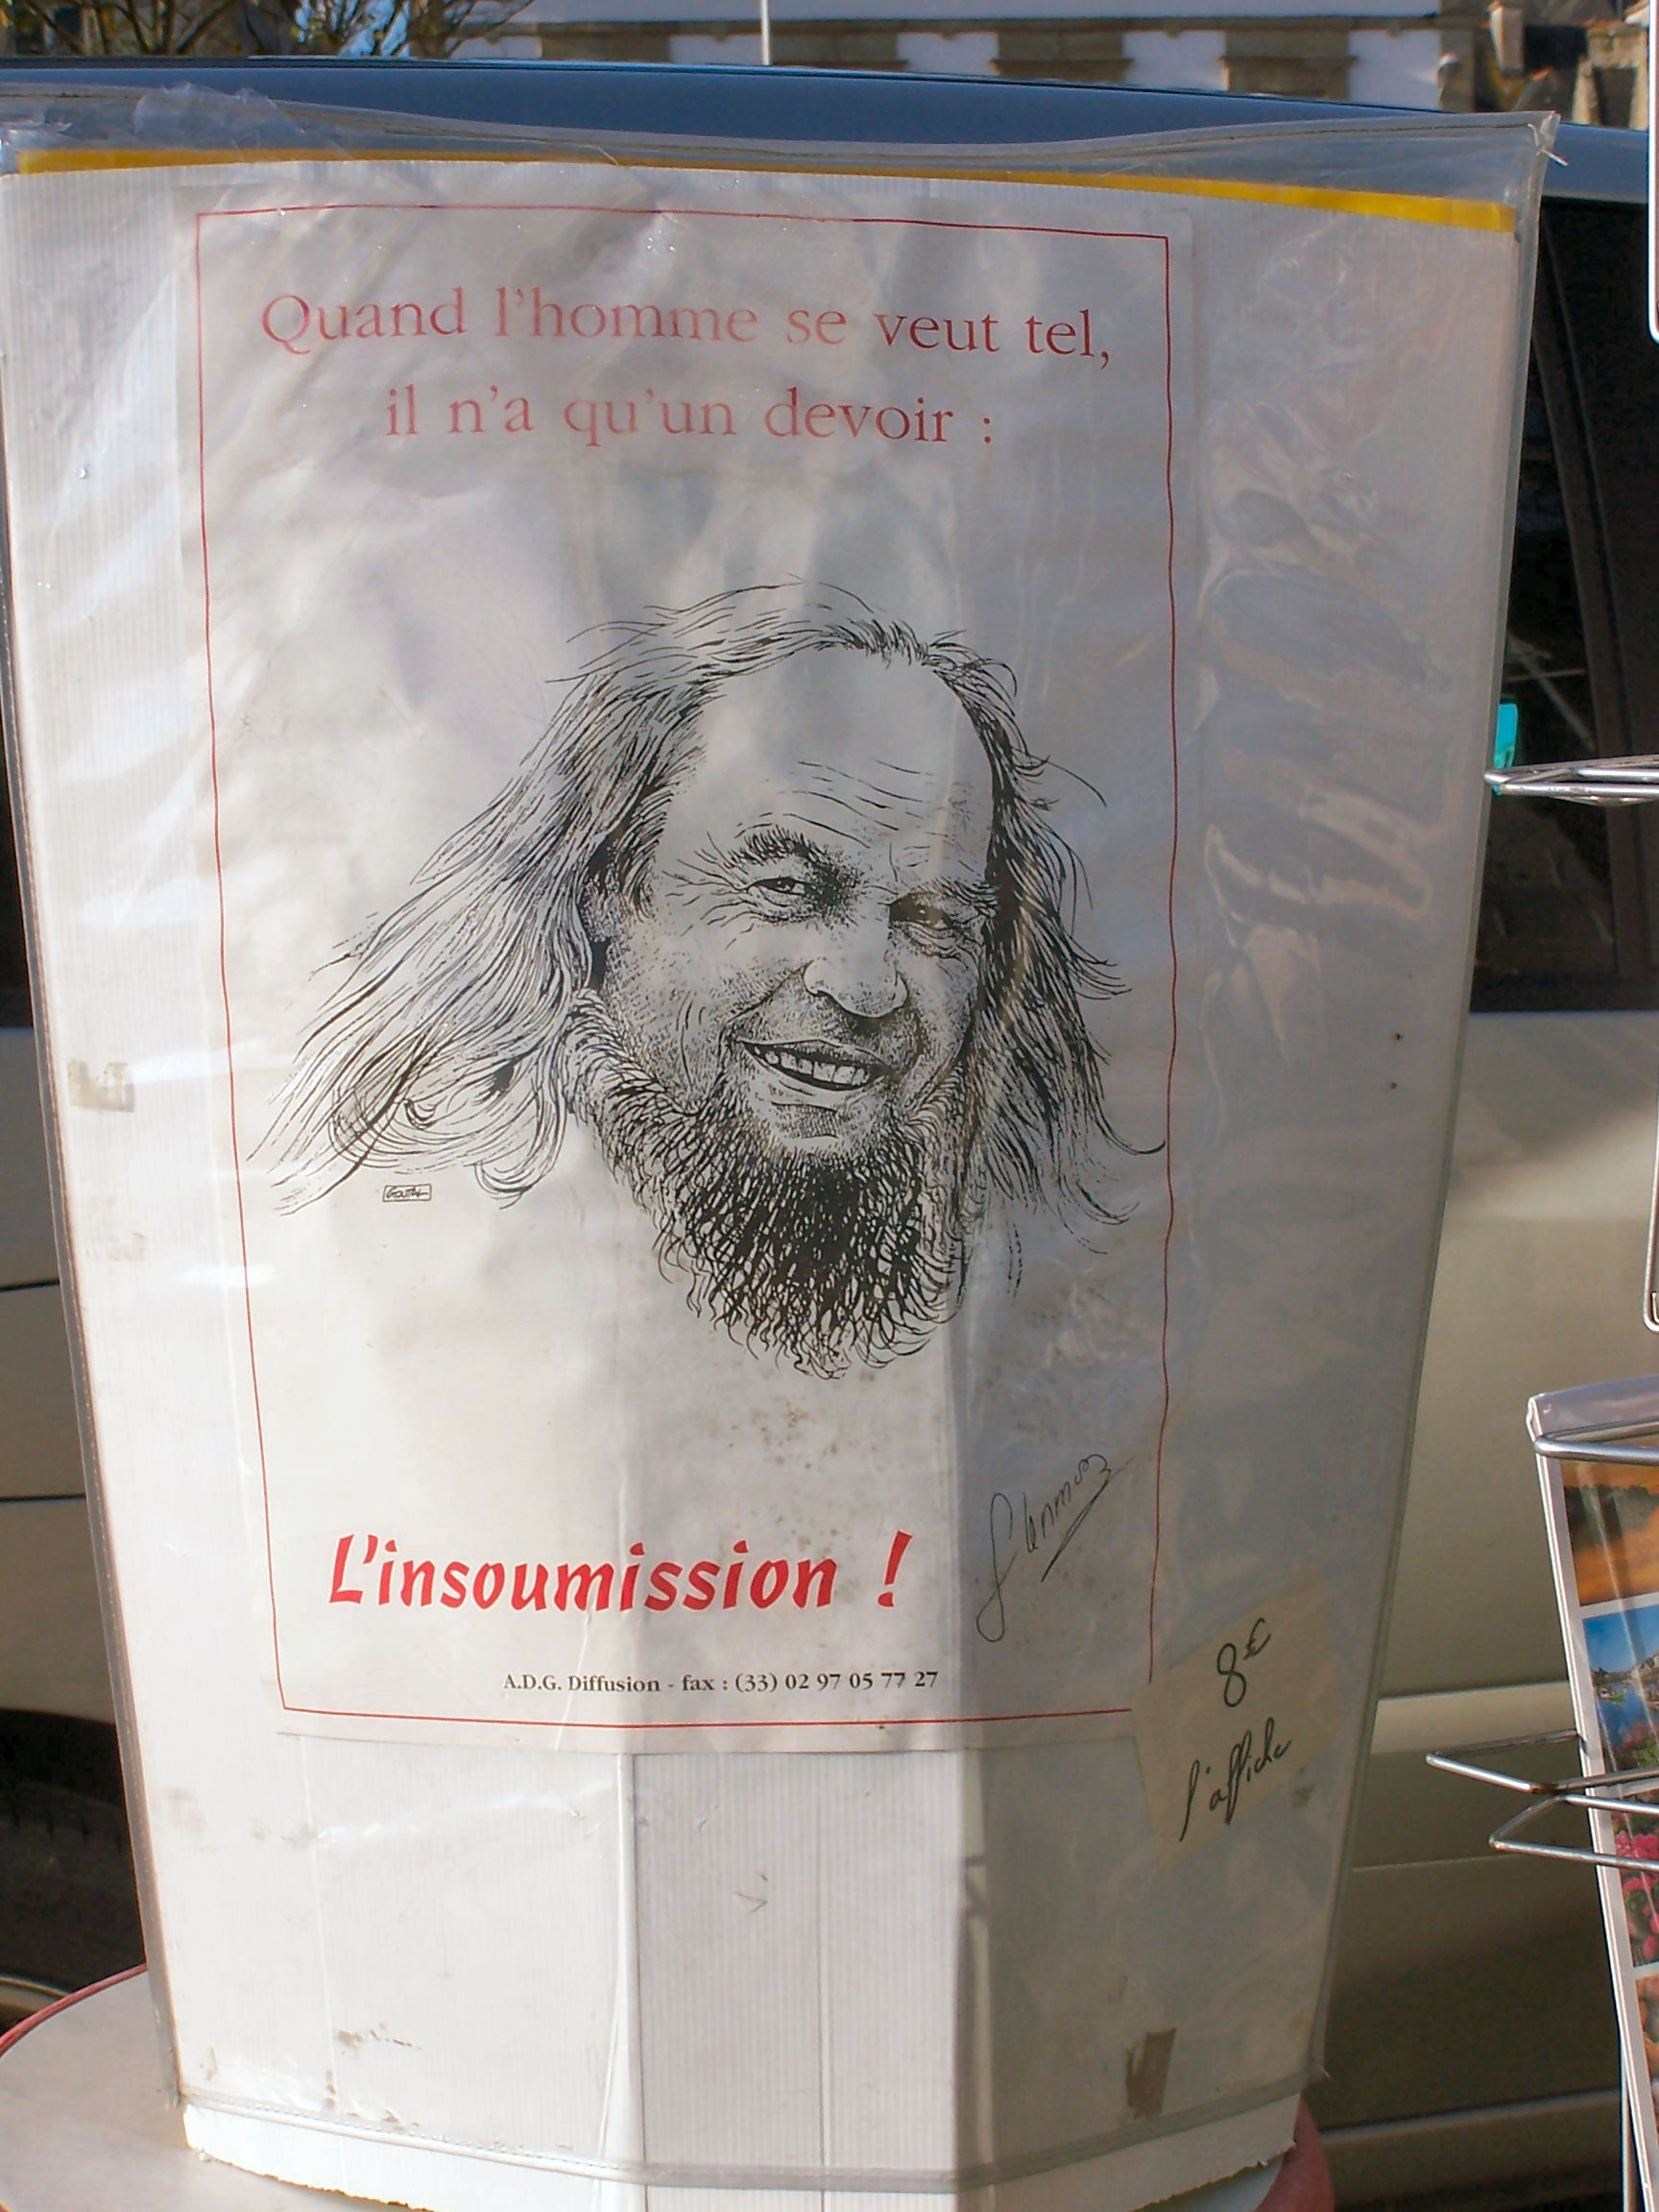 Quand l'homme se veut tel,
il n'a qu'un devoir :
L'insoumission !
A.D.G. Diffusion - fax : (33) 02 97 05 77 27
8€
l'affiche